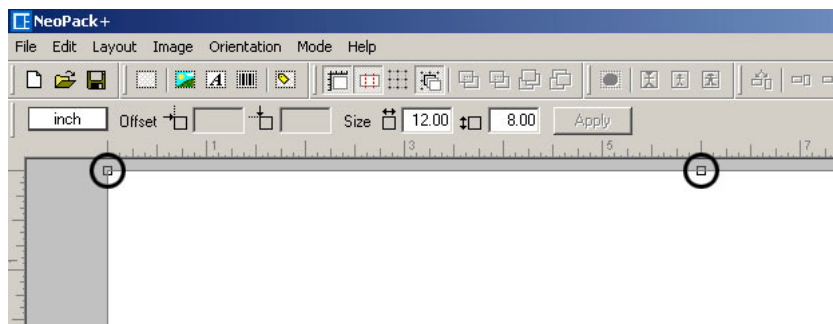 NeoPack+
File Edit Layout Image Orientation Mode Help
A
inch Offset Size 12.00 8.00 Apply
1 3 5 7